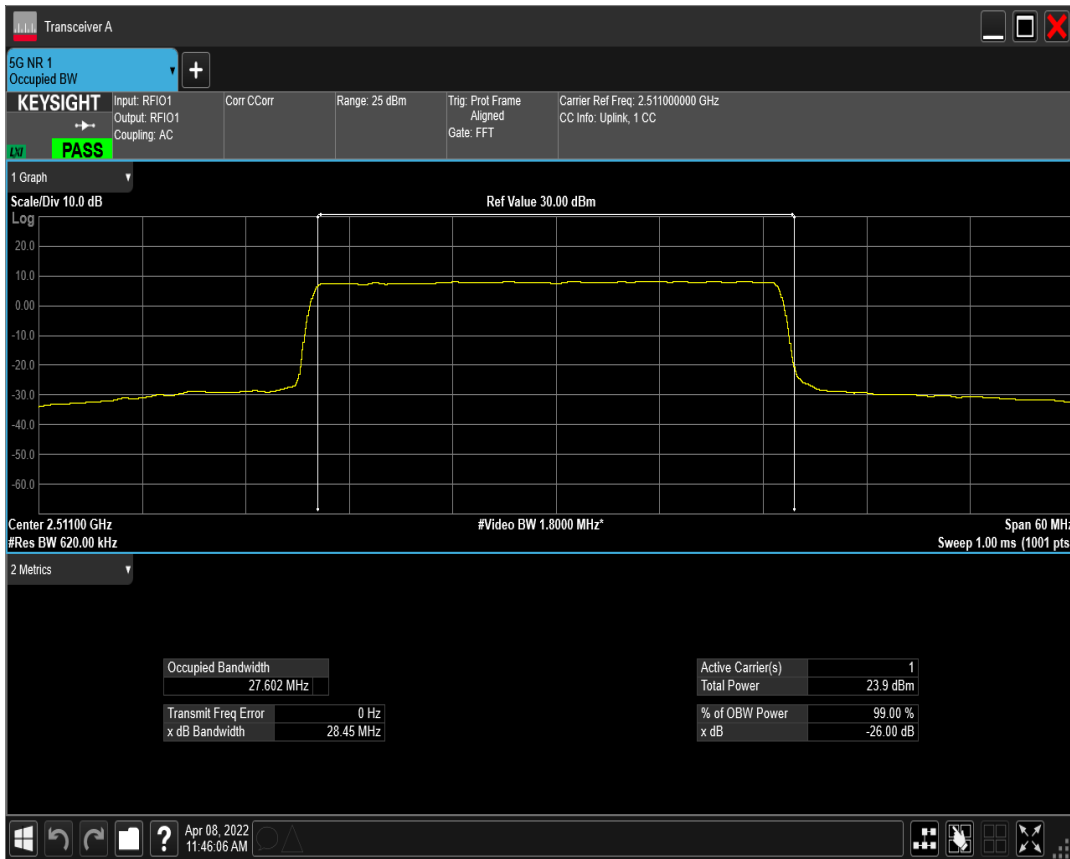 Transceiver A
5G NR 1
Occupied BW
KEYSIGHT
LXI
PASS
Input: RFIO1
Output: RFIO1
Coupling: AC
Corr CCorr
Range: 25 dBm
Trig: Prot Frame
Aligned
Gate: FFT
Carrier Ref Freq: 2.511000000 GHz
CC Info: Uplink, 1 CC
1 Graph
Scale/Div 10.0 dB
Ref Value 30.00 dBm
Log
20.0
10.0
0.00
-10.0
-20.0
-30.0
-40.0
-50.0
-60.0
Center 2.51100 GHz
#Video BW 1.8000 MHz*
Span 60 MHz
#Res BW 620.00 kHz
Sweep 1.00 ms (1001 pts
2 Metrics
Occupied Bandwidth
27.602 MHz
Transmit Freq Error 0 Hz
x dB Bandwidth 28.45 MHz
Active Carrier(s) 1
Total Power 23.9 dBm
% of OBW Power 99.00 %
x dB -26.00 dB
?
Apr 08, 2022
11:46:06 AM